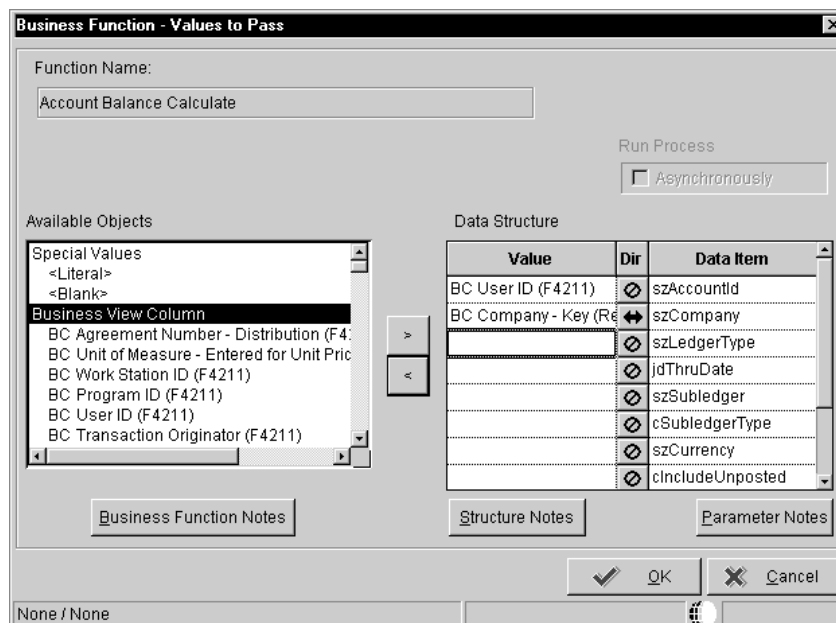 Business Function - Values to Pass
Function Name:
Account Balance Calculate
Run Process
Asynchronously
Available Objects
Data Structure
Special Values
<Literal>
<Blank>
Business View Column
BC Agreement Number - Distribution (F4
BC Unit of Measure - Entered for Unit Pric
BC Work Station ID (F4211)
BC Program ID (F4211)
BC User ID (F4211)
BC Transaction Originator (F4211)
>
<
Value Dir Data Item
BC User ID (F4211) szAccountId
BC Company - Key (Re szCompany
szLedgerType
jdThruDate
szSubledger
cSubledgerType
szCurrency
cIncludeUnposted
Business Function Notes
Structure Notes
Parameter Notes
OK
Cancel
None / None